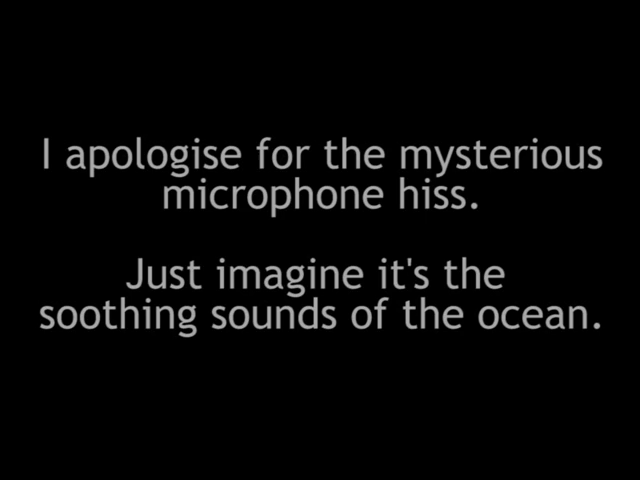 I apologise for the mysterious
microphone hiss.
Just imagine it's the
soothing sounds of the ocean.